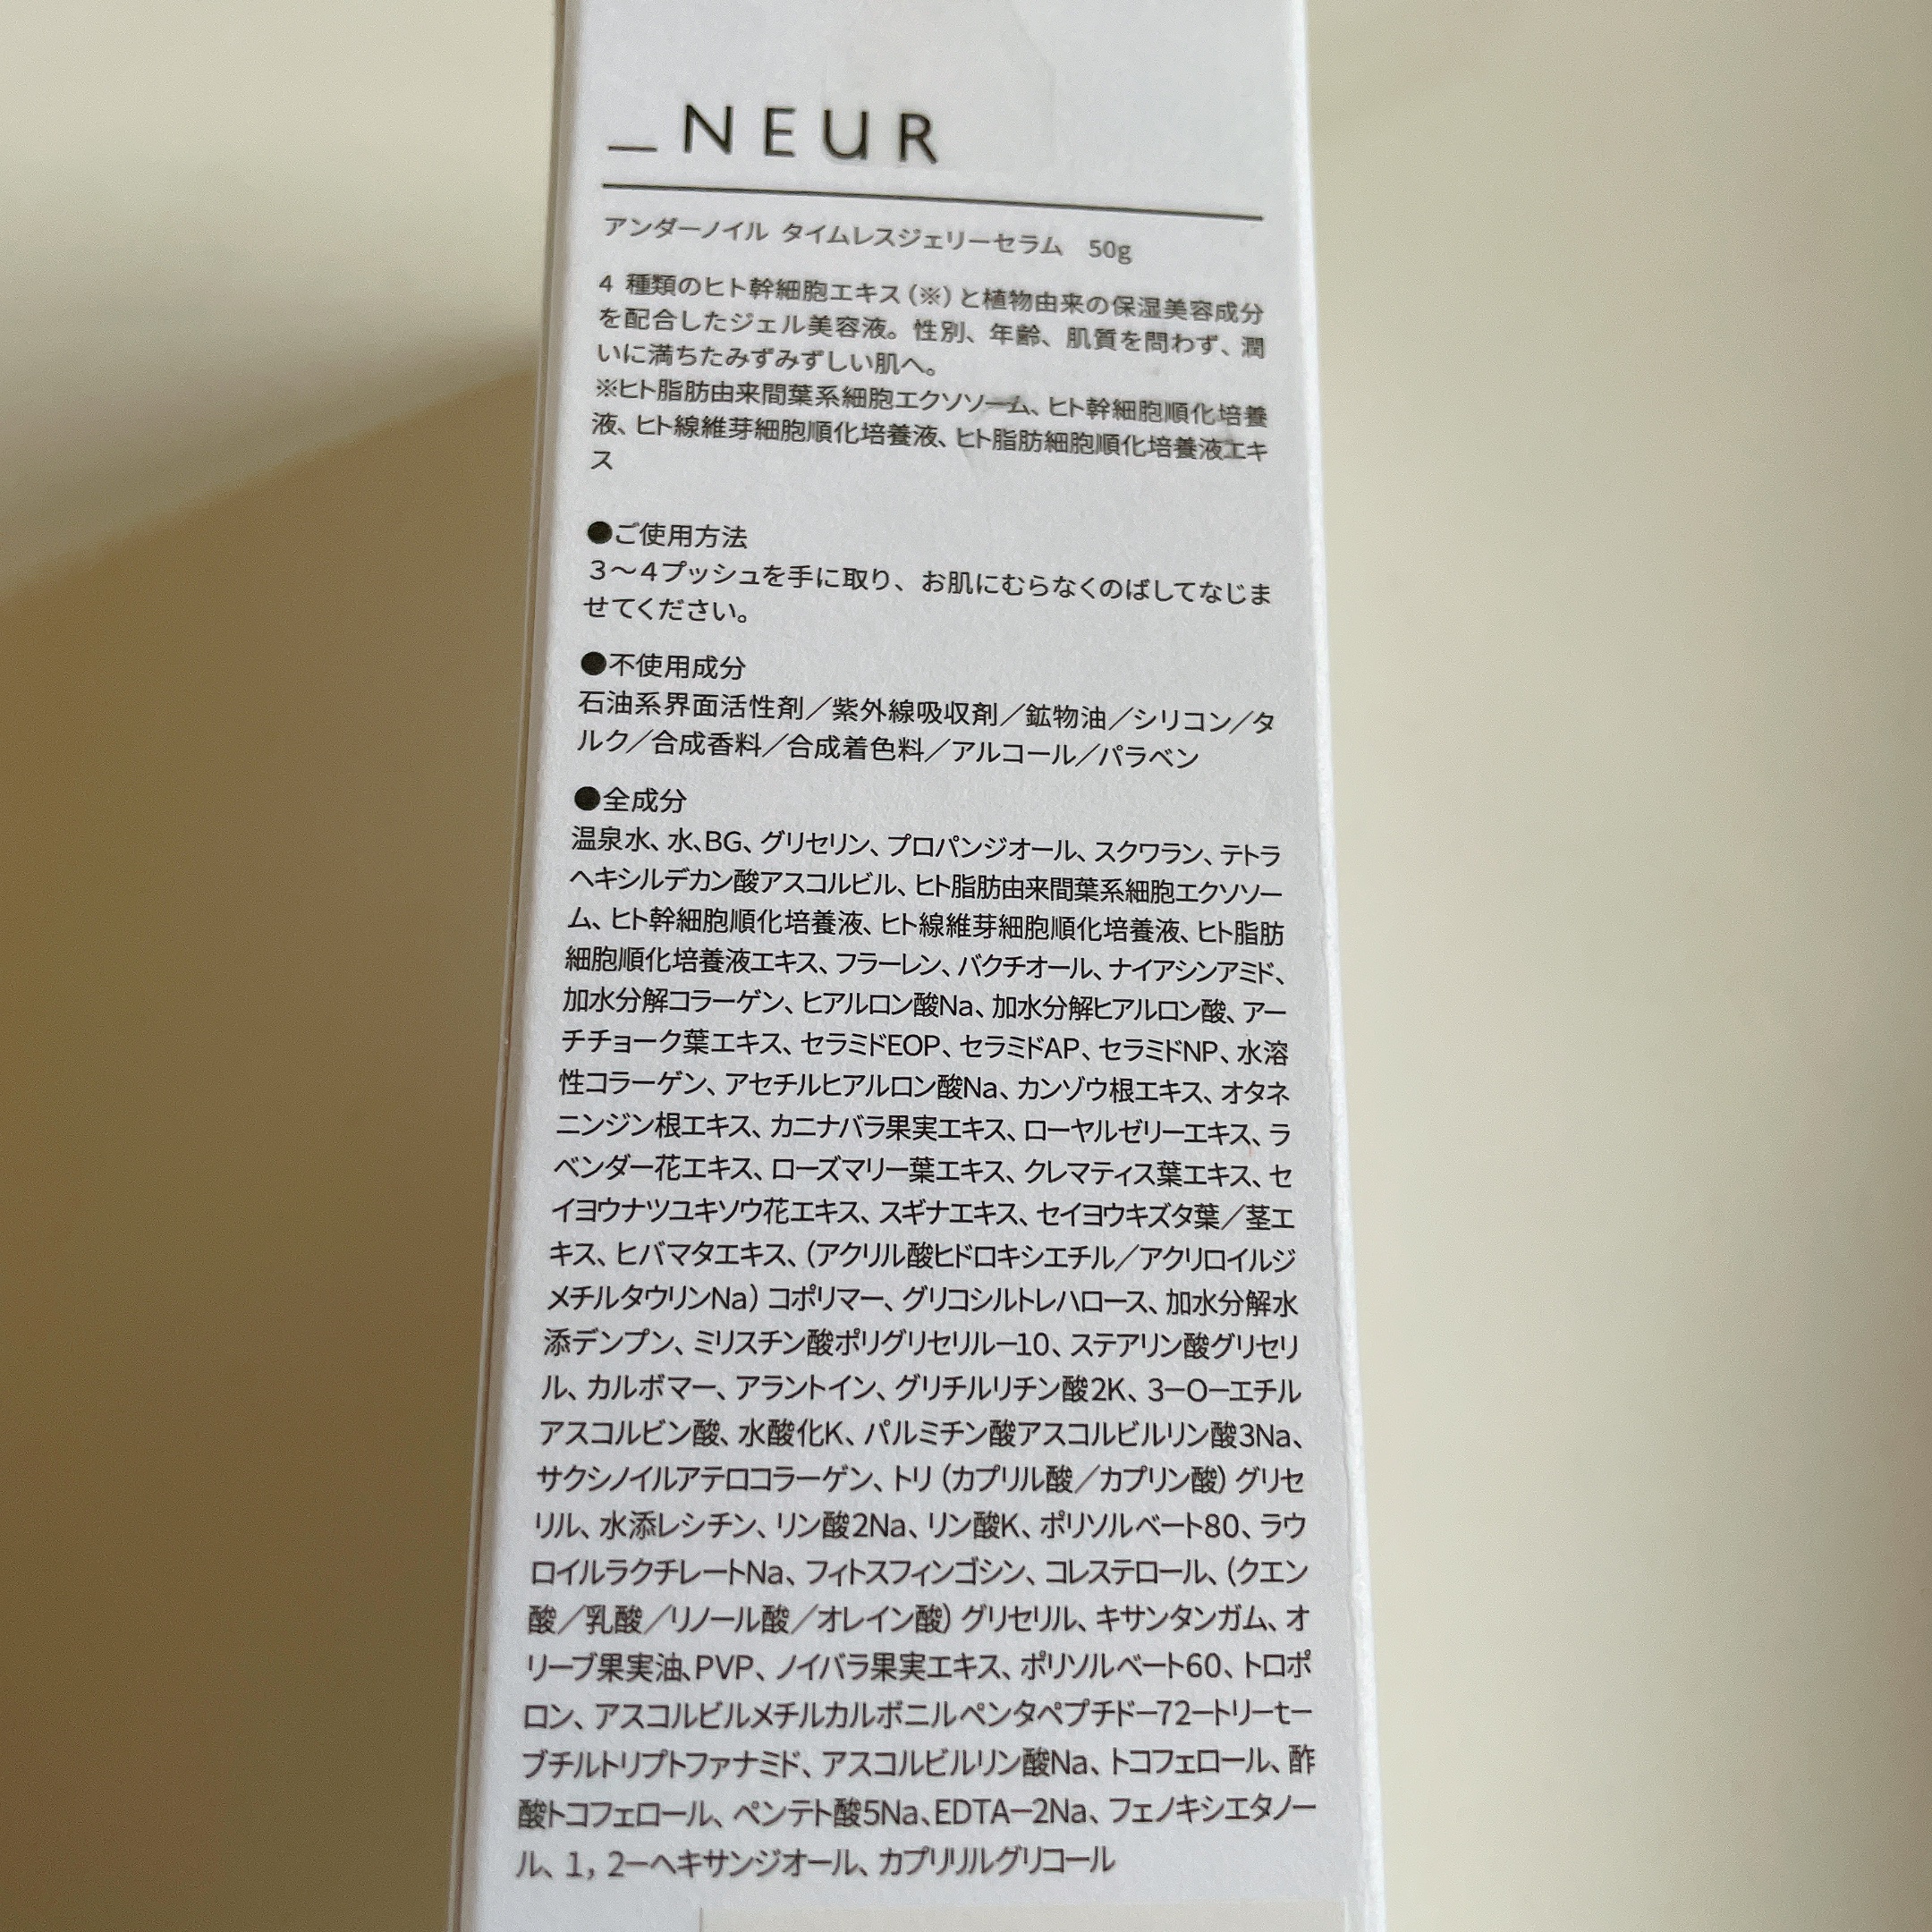 _NEUR
アンダーノイル タイムレスジェリーセラム 50g
4 種類のヒト幹細胞エキス(※)と植物由来の保湿美容成分
を配合したジェル美容液。性別、年齢、肌質を問わず、潤
いに満ちたみずみずしい肌へ。
※ヒト脂肪由来間葉系細胞エクソソーム、ヒト幹細胞順化培養
液、ヒト線維芽細胞順化培養液、ヒト脂肪細胞順化培養液エキ
ス
●ご使用方法
3～4プッシュを手に取り、お肌にむらなくのばしてなじま
せてください。
●不使用成分
石油系界面活性剤／紫外線吸収剤／鉱物油／シリコン／タ
ルク／合成香料／合成着色料／アルコール／パラベン
●全成分
温泉水、水、BG、グリセリン、プロパンジオール、スクワラン、テトラ
ヘキシルデカン酸アスコルビル、ヒト脂肪由来間葉系細胞エクソソー
ム、ヒト幹細胞順化培養液、ヒト線維芽細胞順化培養液、ヒト脂肪
細胞順化培養液エキス、フラーレン、バクチオール、ナイアシンアミド、
加水分解コラーゲン、ヒアルロン酸Na、加水分解ヒアルロン酸、アー
チチョーク葉エキス、セラミドEOP、セラミドAP、セラミドNP、水溶
性コラーゲン、アセチルヒアルロン酸Na、カンゾウ根エキス、オタネ
ニンジン根エキス、カニナバラ果実エキス、ローヤルゼリーエキス、ラ
ベンダー花エキス、ローズマリー葉エキス、クレマティス葉エキス、セ
イヨウナツユキソウ花エキス、スギナエキス、セイヨウキズタ葉／茎エ
キス、ヒバマタエキス、(アクリル酸ヒドロキシエチル／アクリロイルジ
メチルタウリンNa)コポリマー、グリコシルトレハロース、加水分解水
添デンプン、ミリスチン酸ポリグリセリル－10、ステアリン酸グリセリ
ル、カルボマー、アラントイン、グリチルリチン酸2K、3－O－エチル
アスコルビン酸、水酸化K、パルミチン酸アスコルビルリン酸3Na、
サクシノイルアテロコラーゲン、トリ(カプリル酸／カプリン酸)グリセ
リル、水添レシチン、リン酸2Na、リン酸K、ポリソルベート80、ラウ
ロイルラクチレートNa、フィトスフィンゴシン、コレステロール、(クエン
酸／乳酸／リノール酸／オレイン酸)グリセリル、キサンタンガム、オ
リーブ果実油、PVP、ノイバラ果実エキス、ポリソルベート60、トロポ
ロン、アスコルビルメチルカルボニルペンタペプチド－72－トリーt－
ブチルトリプトファナミド、アスコルビルリン酸Na、トコフェロール、酢
酸トコフェロール、ペンテト酸5Na、EDTA－2Na、フェノキシエタノー
ル、1，2－ヘキサンジオール、カプリリルグリコール